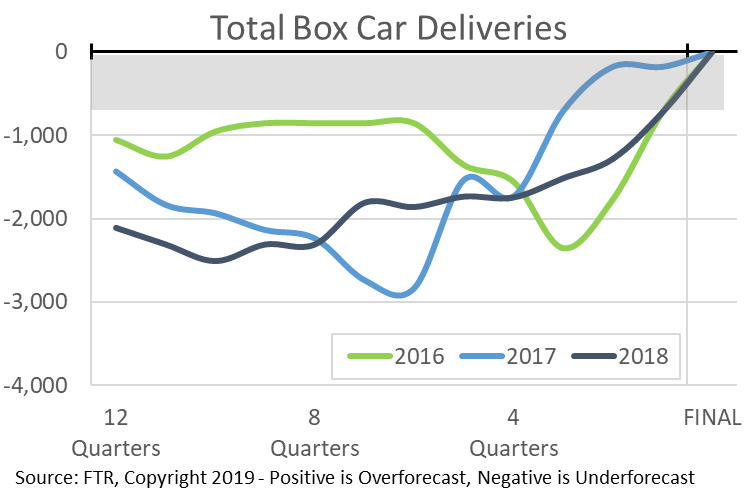 Total Box Car Deliveries
0
-1,000
-2,000
-3,000
-4,000
2016 2017 2018
12 8 4 FINAL
Quarters Quarters Quarters
Source: FTR, Copyright 2019 - Positive is Overforecast, Negative is Underforecast